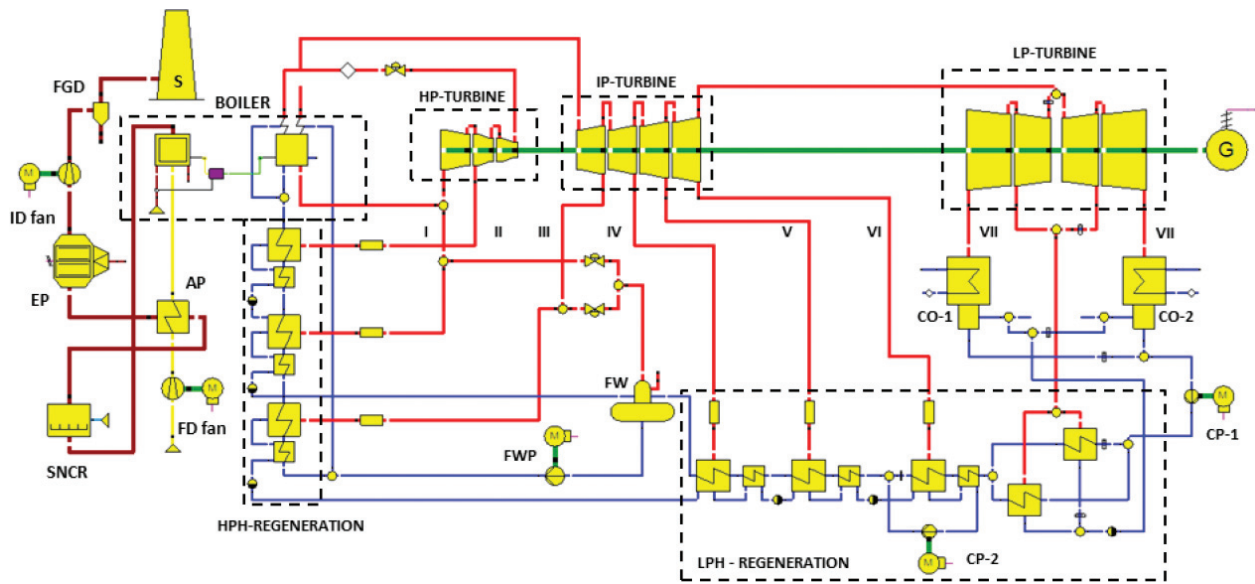 FGD
S
BOILER
HP-TURBINE
IP-TURBINE
LP-TURBINE
M
ID fan
EP
AP
G
I
II
III
IV
V
VI
VII
VII
CO-1
CO-2
M
FD fan
SNCR
FW
M
FWP
M
CP-1
HPH-REGENERATION
LPH - REGENERATION
CP-2
M